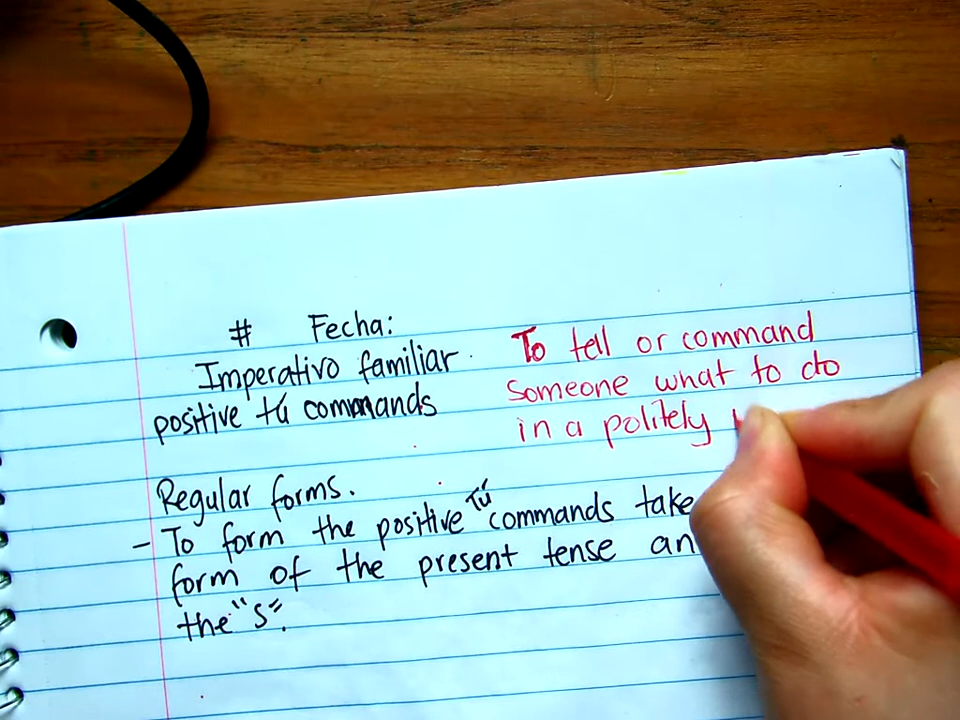 # Fecha:
Imperativo familiar
positive tú commands
To tell or command
someone what to do
in a politely
Regular forms.
- To form the positive Tú commands take
form of the present tense an
the "s".